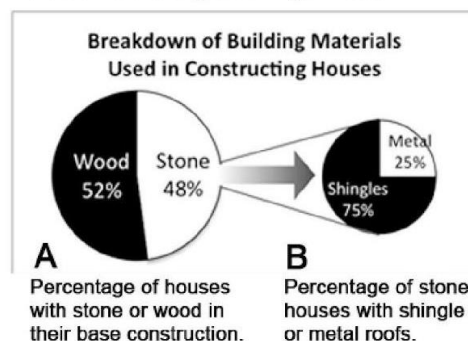 Breakdown of Building Materials
Used in Constructing Houses
Wood
52%
Stone
48%
Metal
25%
Shingles
75%
A
Percentage of houses
with stone or wood in
their base construction.
B
Percentage of stone
houses with shingle
or metal roofs.